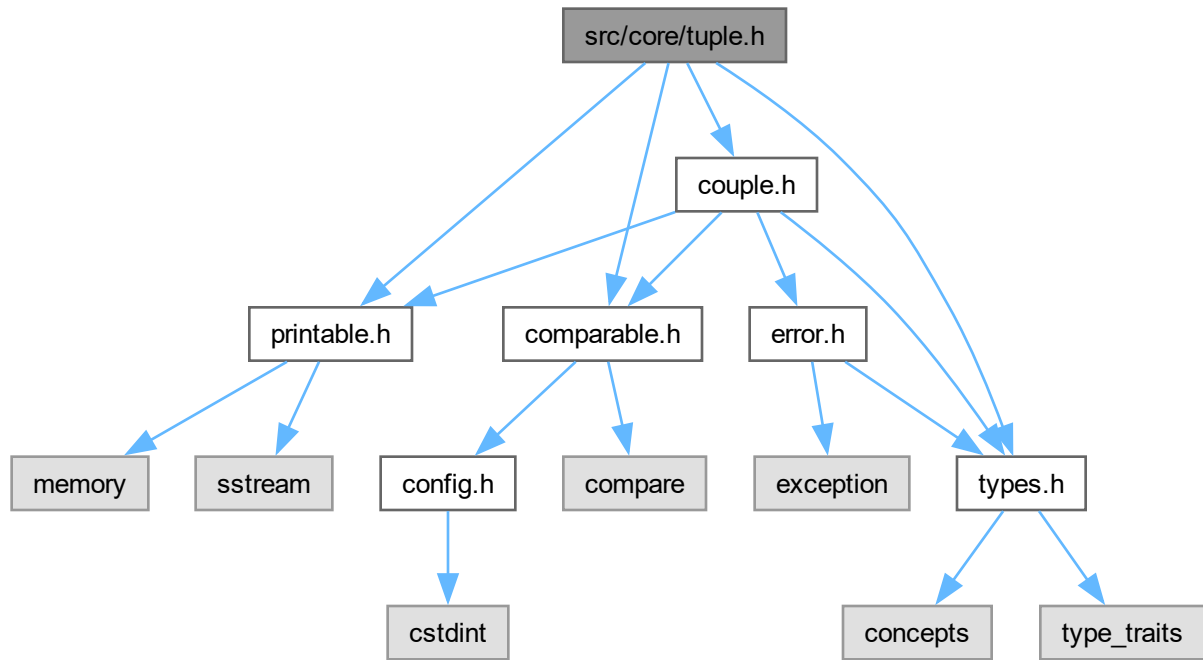 src/core/tuple.h
couple.h
printable.h
comparable.h
error.h
memory
sstream
config.h
compare
exception
types.h
cstdint
concepts
type_traits